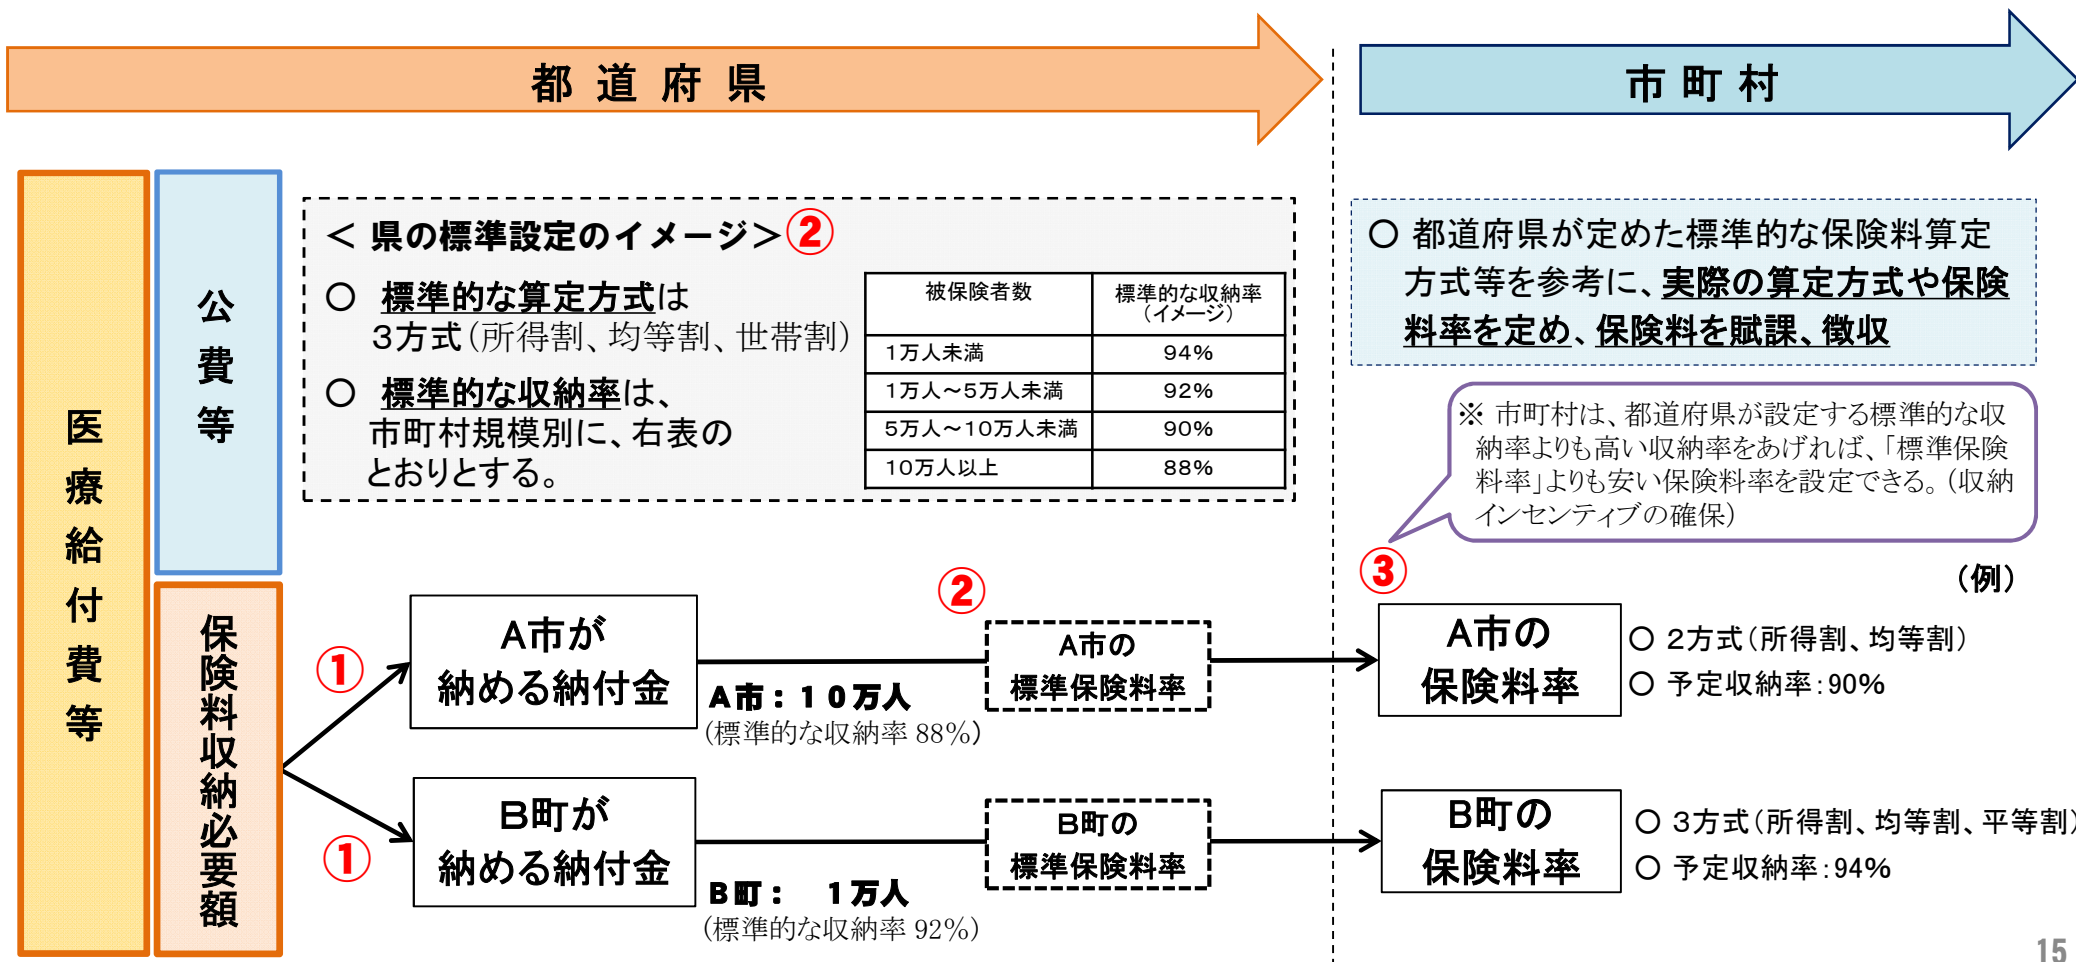 都道府県
市町村
医療給付費等
公費等
保険料収納必要額
＜ 県の標準設定のイメージ＞②
○ 標準的な算定方式は
３方式（所得割、均等割、世帯割）
○ 標準的な収納率は、
市町村規模別に、右表の
とおりとする。
被保険者数 標準的な収納率
（イメージ）
１万人未満 94％
１万人～５万人未満 92％
５万人～１０万人未満 90％
１０万人以上 88％
○ 都道府県が定めた標準的な保険料算定
方式等を参考に、実際の算定方式や保険
料率を定め、保険料を賦課、徴収
※ 市町村は、都道府県が設定する標準的な収
納率よりも高い収納率をあげれば、「標準保険
料率」よりも安い保険料率を設定できる。（収納
インセンティブの確保）
③
（例）
①
A市が
納める納付金
A市：１０万人
（標準的な収納率 88％）
②
A市の
標準保険料率
A市の
保険料率
○ ２方式（所得割、均等割）
○ 予定収納率：90％
①
B町が
納める納付金
B町：　１万人
（標準的な収納率 92％）
B町の
標準保険料率
B町の
保険料率
○ ３方式（所得割、均等割、平等割）
○ 予定収納率：94％
15